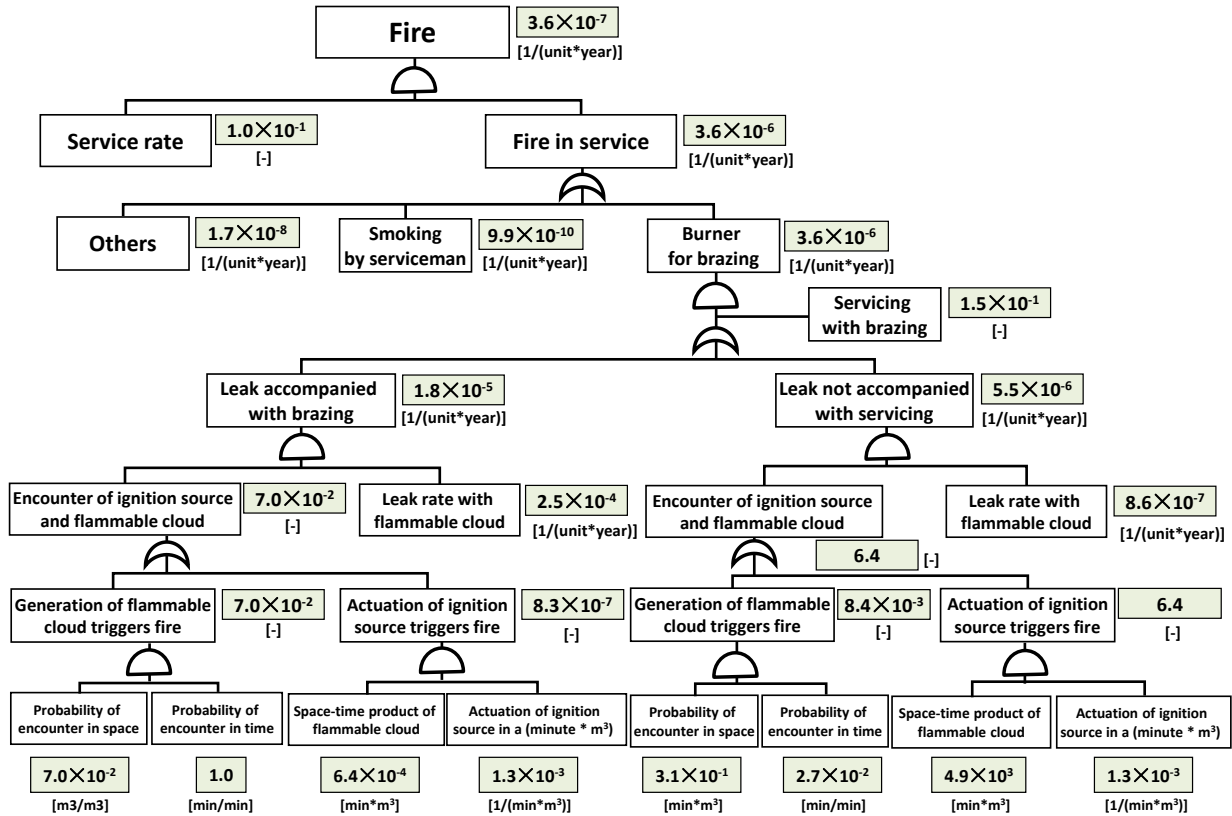 Fire
3.6×10⁻⁷
[1/(unit*year)]
Service rate
1.0×10⁻¹
[-]
Fire in service
3.6×10⁻⁶
[1/(unit*year)]
Others
1.7×10⁻⁸
[1/(unit*year)]
Smoking
by serviceman
9.9×10⁻¹⁰
[1/(unit*year)]
Burner
for brazing
3.6×10⁻⁶
[1/(unit*year)]
Servicing
with brazing
1.5×10⁻¹
[-]
Leak accompanied
with brazing
1.8×10⁻⁵
[1/(unit*year)]
Leak not accompanied
with servicing
5.5×10⁻⁶
[1/(unit*year)]
Encounter of ignition source
and flammable cloud
7.0×10⁻²
[-]
Leak rate with
flammable cloud
2.5×10⁻⁴
[1/(unit*year)]
Encounter of ignition source
and flammable cloud
6.4
[-]
Leak rate with
flammable cloud
8.6×10⁻⁷
[1/(unit*year)]
Generation of flammable
cloud triggers fire
7.0×10⁻²
[-]
Actuation of ignition
source triggers fire
8.3×10⁻⁷
[-]
Generation of flammable
cloud triggers fire
8.4×10⁻³
[-]
Actuation of ignition
source triggers fire
6.4
[-]
Probability of
encounter in space
7.0×10⁻²
[m3/m3]
Probability of
encounter in time
1.0
[min/min]
Space-time product of
flammable cloud
6.4×10⁻⁴
[min*m³]
Actuation of ignition
source in a (minute * m³)
1.3×10⁻³
[1/(min*m³)]
Probability of
encounter in space
3.1×10⁻¹
[min*m³]
Probability of
encounter in time
2.7×10⁻²
[min/min]
Space-time product of
flammable cloud
4.9×10³
[min*m³]
Actuation of ignition
source in a (minute * m³)
1.3×10⁻³
[1/(min*m³)]